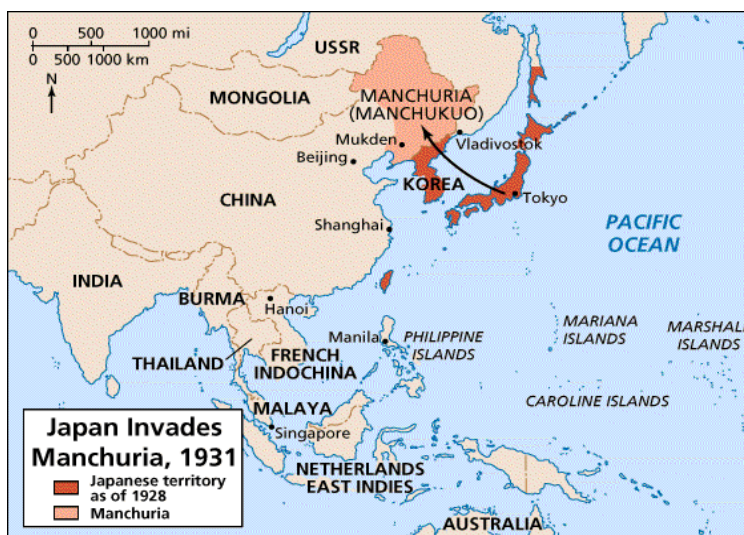 0 500 1000 mi
0 500 1000 km
N
USSR
MONGOLIA
MANCHURIA
(MANCHUKUO)
Mukden
Vladivostok
Beijing
KOREA
Tokyo
CHINA
Shanghai
PACIFIC
OCEAN
INDIA
BURMA
Hanoi
Manila
PHILIPPINE
ISLANDS
MARIANA
ISLANDS
MARSHALL
ISLANDS
THAILAND
FRENCH
INDOCHINA
CAROLINE ISLANDS
MALAYA
Singapore
NETHERLANDS
EAST INDIES
AUSTRALIA
Japan Invades
Manchuria, 1931
Japanese territory
as of 1928
Manchuria